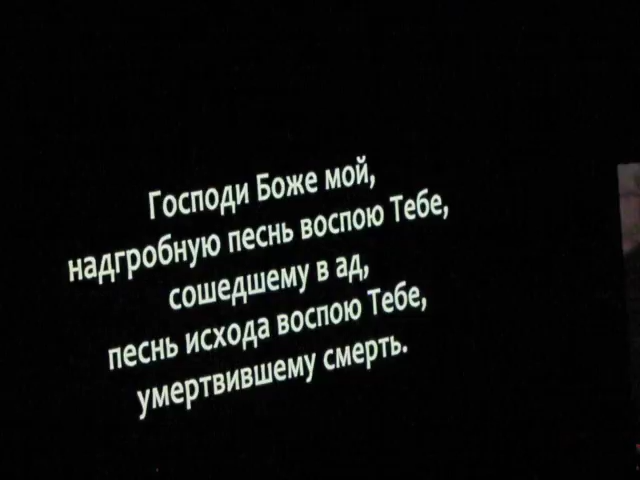 Господи Боже мой,
надгробную песнь воспою Тебе,
сошедшему в ад,
песнь исхода воспою Тебе,
умертвившему смерть.